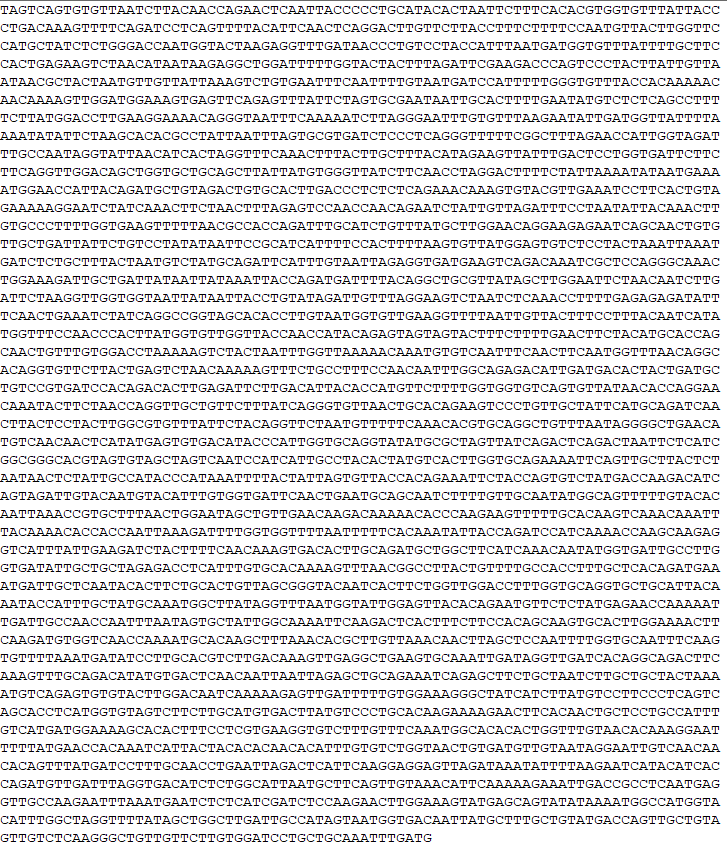 TAGTCAGTGTGTTAATCTTACAACCAGAACTCAATTACCCCCTGCATACACTAATTCTTTCACACGTGGTGTTTATTACC
CTGACAAAGTTTTCAGATCCTCAGTTTTACATTCAACTCAGGACTTGTTCTTACCTTTCTTTTCCAATGTTACTTGGTTC
CATGCTATCTCTGGGACCAATGGTACTAAGAGGTTTGATAACCCTGTCCTACCATTTAATGATGGTGTTTATTTTGCTTC
CACTGAGAAGTCTAACATAATAAGAGGCTGGATTTTTGGTACTACTTTAGATTCGAAGACCCAGTCCCTACTTATTGTTA
ATAACGCTACTAATGTTGTTATTAAAGTCTGTGAATTTCAATTTTGTAATGATCCATTTTTGGGTGTTTACCACAAAAAC
AACAAAAGTTGGATGGAAAGTGAGTTCAGAGTTTATTCTAGTGCGAATAATTGCACTTTTGAATATGTCTCTCAGCCTTT
TCTTATGGACCTTGAAGGAAAACAGGGTAATTTCAAAAATCTTAGGGAATTTGTGTTTAAGAATATTGATGGTTATTTTA
AAATATATTCTAAGCACACGCCTATTAATTTAGTGCGTGATCTCCCTCAGGGTTTTTCGGCTTTAGAACCATTGGTAGAT
TTGCCAATAGGTATTAACATCACTAGGTTTCAAACTTTACTTGCTTTACATAGAAGTTATTTGACTCCTGGTGATTCTTC
TTCAGGTTGGACAGCTGGTGCTGCAGCTTATTATGTGGGTTATCTTCAACCTAGGACTTTTCTATTAAAATATAATGAAA
ATGGAACCATTACAGATGCTGTAGACTGTGCACTTGACCCTCTCTCAGAAACAAAGTGTACGTTGAAATCCTTCACTGTA
GAAAAAGGAATCTATCAAACTTCTAACTTTAGAGTCCAACCAACAGAATCTATTGTTAGATTTCCTAATATTACAAACTT
GTGCCCTTTTGGTGAAGTTTTTAACGCCACCAGATTTGCATCTGTTTATGCTTGGAACAGGAAGAGAATCAGCAACTGTG
TTGCTGATTATTCTGTCCTATATAATTCCGCATCATTTTCCACTTTTAAGTGTTATGGAGTGTCTCCTACTAAATTAAAT
GATCTCTGCTTTACTAATGTCTATGCAGATTCATTTGTAATTAGAGGTGATGAAGTCAGACAAATCGCTCCAGGGCAAAC
TGGAAAGATTGCTGATTATAATTATAAATTACCAGATGATTTTACAGGCTGCGTTATAGCTTGGAATTCTAACAATCTTG
ATTCTAAGGTTGGTGGTAATTATAATTACCTGTATAGATTGTTTAGGAAGTCTAATCTCAAACCTTTTGAGAGAGATATT
TCAACTGAAATCTATCAGGCCGGTAGCACACCTTGTAATGGTGTTGAAGGTTTTAATTGTTACTTTCCTTTACAATCATA
TGGTTTCCAACCCACTTATGGTGTTGGTTACCAACCATACAGAGTAGTAGTACTTTCTTTTGAACTTCTACATGCACCAG
CAACTGTTTGTGGACCTAAAAAGTCTACTAATTTGGTTAAAAACAAATGTGTCAATTTCAACTTCAATGGTTTAACAGGC
ACAGGTGTTCTTACTGAGTCTAACAAAAAGTTTCTGCCTTTCCAACAATTTGGCAGAGACATTGATGACACTACTGATGC
TGTCCGTGATCCACAGACACTTGAGATTCTTGACATTACACCATGTTCTTTTGGTGGTGTCAGTGTTATAACACCAGGAA
CAAATACTTCTAACCAGGTTGCTGTTCTTTATCAGGGTGTTAACTGCACAGAAGTCCCTGTTGCTATTCATGCAGATCAA
CTTACTCCTACTTGGCGTGTTTATTCTACAGGTTCTAATGTTTTTCAAACACGTGCAGGCTGTTTAATAGGGGCTGAACA
TGTCAACAACTCATATGAGTGTGACATACCCATTGGTGCAGGTATATGCGCTAGTTATCAGACTCAGACTAATTCTCATC
GGCGGGCACGTAGTGTAGCTAGTCAATCCATCATTGCCTACACTATGTCACTTGGTGCAGAAAATTCAGTTGCTTACTCT
AATAACTCTATTGCCATACCCATAAATTTTACTATTAGTGTTACCACAGAAATTCTACCAGTGTCTATGACCAAGACATC
AGTAGATTGTACAATGTACATTTGTGGTGATTCAACTGAATGCAGCAATCTTTTGTTGCAATATGGCAGTTTTTGTACAC
AATTAAACCGTGCTTTAACTGGAATAGCTGTTGAACAAGACAAAAACACCCAAGAAGTTTTTGCACAAGTCAAACAAATT
TACAAAACACCACCAATTAAAGATTTTGGTGGTTTTAATTTTTCACAAATATTACCAGATCCATCAAAACCAAGCAAGAG
GTCATTTATTGAAGATCTACTTTTCAACAAAGTGACACTTGCAGATGCTGGCTTCATCAAACAATATGGTGATTGCCTTG
GTGATATTGCTGCTAGAGACCTCATTTGTGCACAAAAGTTTAACGGCCTTACTGTTTTGCCACCTTTGCTCACAGATGAA
ATGATTGCTCAATACACTTCTGCACTGTTAGCGGGTACAATCACTTCTGGTTGGACCTTTGGTGCAGGTGCTGCATTACA
AATACCATTTGCTATGCAAATGGCTTATAGGTTTAATGGTATTGGAGTTACACAGAATGTTCTCTATGAGAACCAAAAAT
TGATTGCCAACCAATTTAATAGTGCTATTGGCAAAATTCAAGACTCACTTTCTTCCACAGCAAGTGCACTTGGAAAACTT
CAAGATGTGGTCAACCAAAATGCACAAGCTTTAAACACGCTTGTTAAACAACTTAGCTCCAATTTTGGTGCAATTTCAAG
TGTTTTAAATGATATCCTTGCACGTCTTGACAAAGTTGAGGCTGAAGTGCAAATTGATAGGTTGATCACAGGCAGACTTC
AAAGTTTGCAGACATATGTGACTCAACAATTAATTAGAGCTGCAGAAATCAGAGCTTCTGCTAATCTTGCTGCTACTAAA
ATGTCAGAGTGTGTACTTGGACAATCAAAAAGAGTTGATTTTTGTGGAAAGGGCTATCATCTTATGTCCTTCCCTCAGTC
AGCACCTCATGGTGTAGTCTTCTTGCATGTGACTTATGTCCCTGCACAAGAAAAGAACTTCACAACTGCTCCTGCCATTT
GTCATGATGGAAAAGCACACTTTCCTCGTGAAGGTGTCTTTGTTTCAAATGGCACACACTGGTTTGTAACACAAAGGAAT
TTTTATGAACCACAAATCATTACTACACACAACACATTTGTGTCTGGTAACTGTGATGTTGTAATAGGAATTGTCAACAA
CACAGTTTATGATCCTTTGCAACCTGAATTAGACTCATTCAAGGAGGAGTTAGATAAATATTTTAAGAATCATACATCAC
CAGATGTTGATTTAGGTGACATCTCTGGCATTAATGCTTCAGTTGTAAACATTCAAAAAGAAATTGACCGCCTCAATGAG
GTTGCCAAGAATTTAAATGAATCTCTCATCGATCTCCAAGAACTTGGAAAGTATGAGCAGTATATAAAATGGCCATGGTA
CATTTGGCTAGGTTTTATAGCTGGCTTGATTGCCATAGTAATGGTGACAATTATGCTTTGCTGTATGACCAGTTGCTGTA
GTTGTCTCAAGGGCTGTTGTTCTTGTGGATCCTGCTGCAAATTTGATG